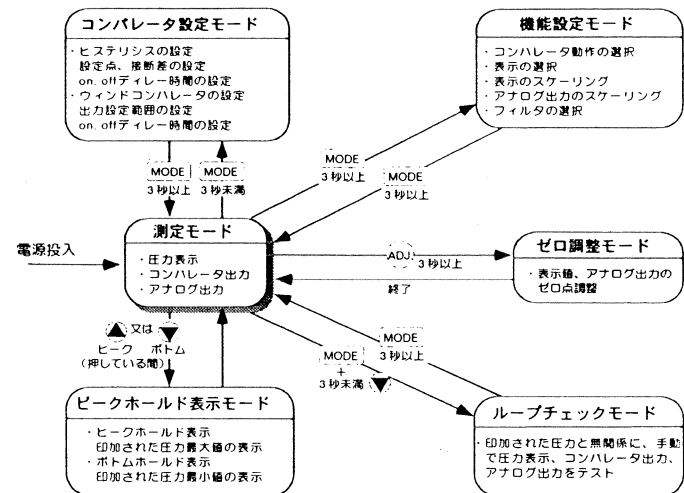 コンパレータ設定モード
・ヒステリシスの設定
設定点、接断差の設定
on. offディレー時間の設定
・ウィンドコンパレータの設定
出力設定範囲の設定
on. offディレー時間の設定
機能設定モード
・コンパレータ動作の選択
・表示の選択
・表示のスケーリング
・アナログ出力のスケーリング
・フィルタの選択
MODE
3秒以上
MODE
3秒未満
MODE
3秒以上
MODE
3秒以上
電源投入
測定モード
・圧力表示
・コンパレータ出力
・アナログ出力
ADJ.
3秒以上
終了
ゼロ調整モード
・表示値、アナログ出力の
ゼロ点調整
▲又は▼
ピーク ボトム
(押している間)
MODE
+
3秒未満 ▼
MODE
3秒以上
ピークホールド表示モード
・ピークホールド表示
印加された圧力最大値の表示
・ボトムホールド表示
印加された圧力最小値の表示
ループチェックモード
・印加された圧力と無関係に、手動
で圧力表示、コンパレータ出力、
アナログ出力をテスト